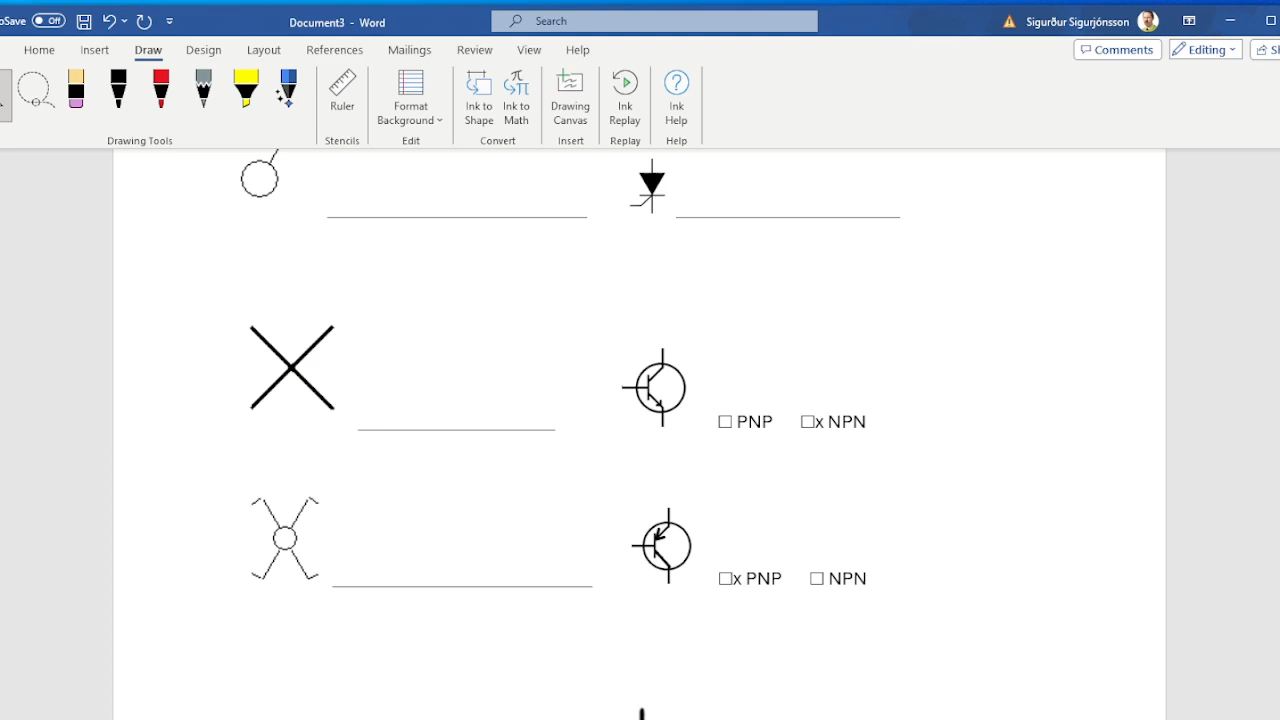 oSave Off Document3 - Word Search Sigurður Sigurjónsson
Home Insert Draw Design Layout References Mailings Review View Help Comments Editing
Ruler Format Background Ink to Shape Ink to Math Drawing Canvas Ink Replay Ink Help
Drawing Tools Stencils Edit Convert Insert Replay Help
☐ PNP ☐x NPN
☐x PNP ☐ NPN